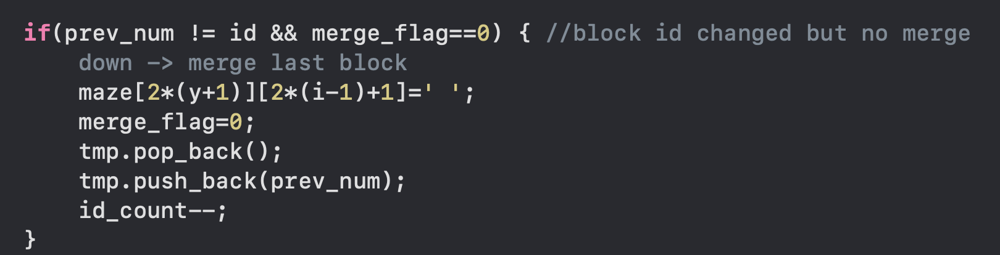 if(prev_num != id && merge_flag==0) { //block id changed but no merge
down -> merge last block
maze[2*(y+1)][2*(i-1)+1]=' ';
merge_flag=0;
tmp.pop_back();
tmp.push_back(prev_num);
id_count--;
}